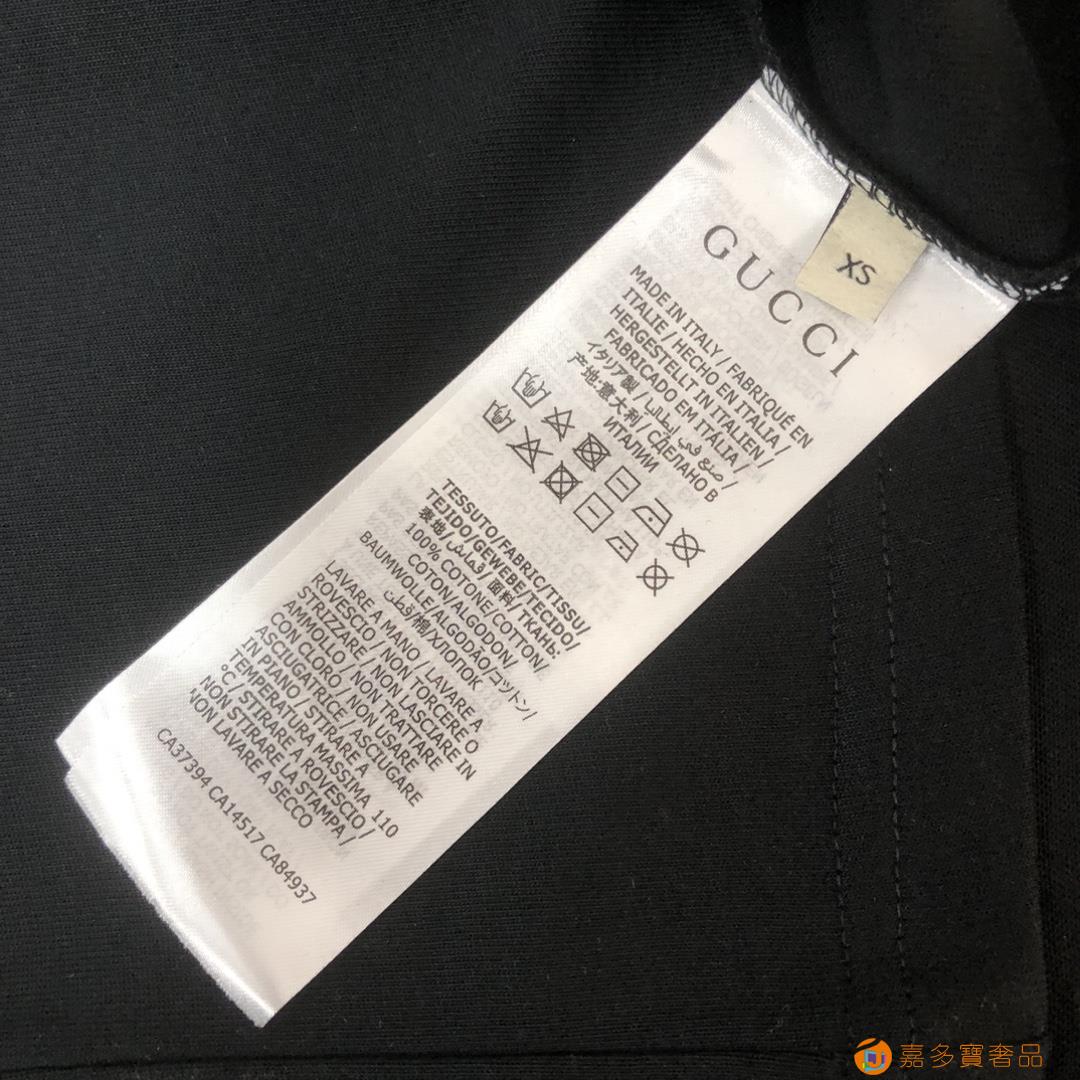 XS
GUCCI
MADE IN ITALY / FABRIQUÉ EN
ITALIE / HECHO EN ITALIA /
HERGESTELLT IN ITALIEN /
FABRICADO EM ITÁLIA /
イタリア製 / صنع في إيطاليا /
产地:意大利 / СДЕЛАНО В
ИТАЛИИ
TESSUTO/FABRIC/TISSU/
TEJIDO/GEWEBE/TECIDO/
表地/قماش/面料/ТКАНЬ:
100% COTONE/COTTON/
COTON/ALGODON/
BAUMWOLLE/ALGODÃO/コットン/
قطن/棉/ХЛОПОК
LAVARE A MANO / LAVARE A
ROVESCIO / NON TORCERE O
STRIZZARE / NON LASCIARE IN
AMMOLLO / NON TRATTARE
CON CLORO / NON USARE
ASCIUGATRICE / ASCIUGARE
IN PIANO / STIRARE A
TEMPERATURA MASSIMA 110
°C / STIRARE A ROVESCIO /
NON STIRARE LA STAMPA /
NON LAVARE A SECCO
CA37394 CA14517 CA84937
嘉多寶奢品